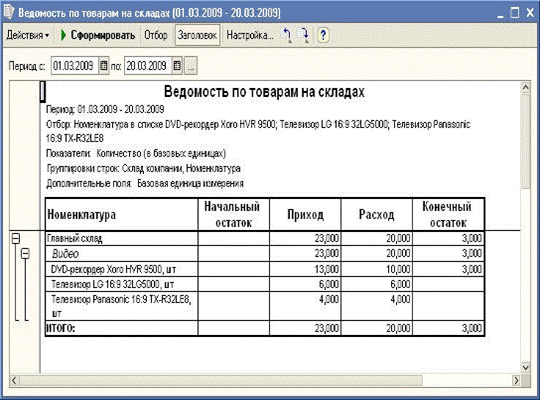 Ведомость по товарам на складах (01.03.2009 - 20.03.2009)
Действия Сформировать Отбор Заголовок Настройка... ?
Период с: 01.03.2009 по: 20.03.2009 ...
Ведомость по товарам на складах
Период: 01.03.2009 - 20.03.2009
Отбор: Номенклатура в списке DVD-рекордер Xoro HVR 9500; Телевизор LG 16:9 32LG5000; Телевизор Panasonic
16:9 TX-R32LE8
Показатели: Количество (в базовых единицах)
Группировки строк: Склад компании, Номенклатура
Дополнительные поля: Базовая единица измерения
Номенклатура Начальный остаток Приход Расход Конечный остаток
Главный склад 23,000 20,000 3,000
Видео 23,000 20,000 3,000
DVD-рекордер Xoro HVR 9500, шт 13,000 10,000 3,000
Телевизор LG 16:9 32LG5000, шт 6,000 6,000
Телевизор Panasonic 16:9 TX-R32LE8, 4,000 4,000
шт
ИТОГО: 23,000 20,000 3,000